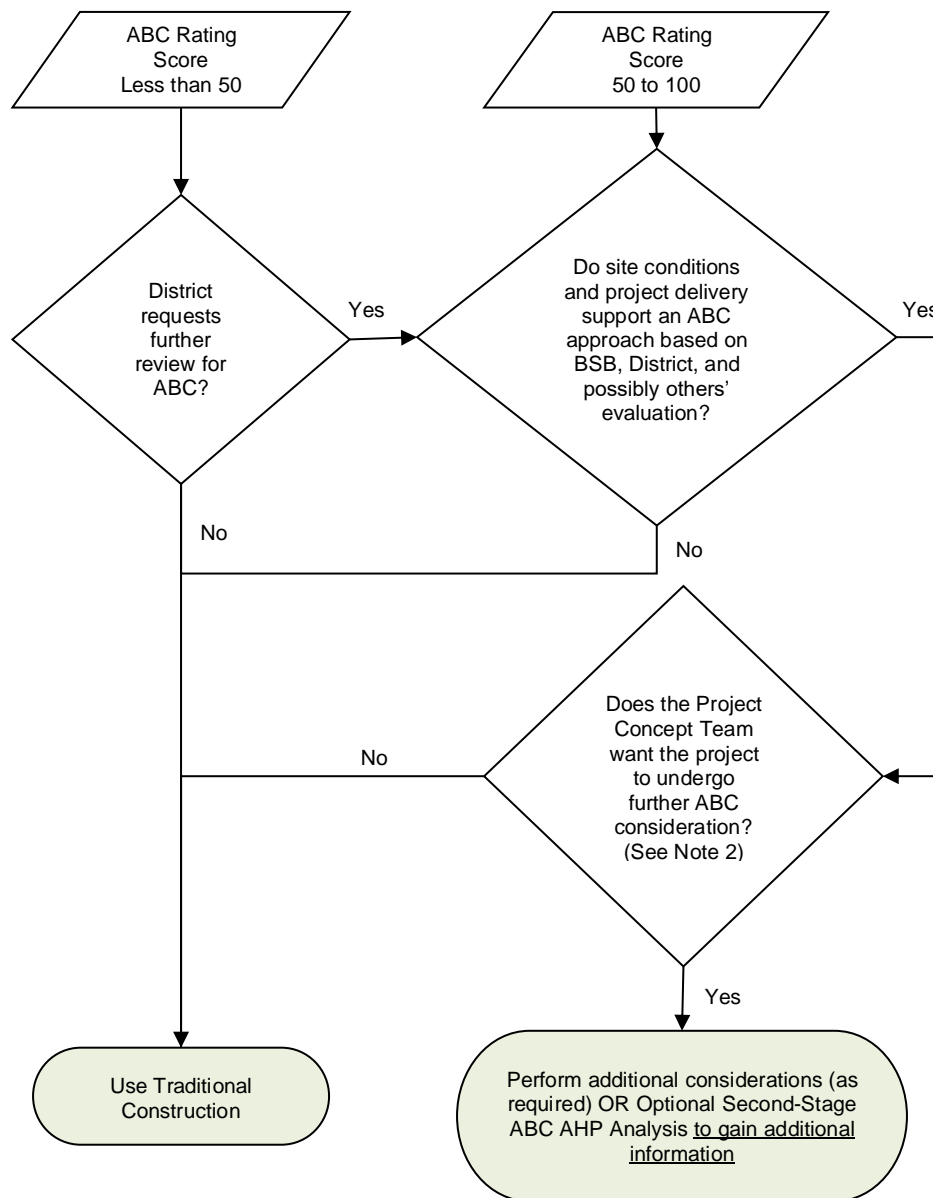 ABC Rating
Score
Less than 50
ABC Rating
Score
50 to 100
District
requests
further
review for
ABC?
Yes
Do site conditions
and project delivery
support an ABC
approach based on
BSB, District, and
possibly others'
evaluation?
Yes
No
No
Does the Project
Concept Team
want the project
to undergo
further ABC
consideration?
(See Note 2)
No
Yes
Use Traditional
Construction
Perform additional considerations (as
required) OR Optional Second-Stage
ABC AHP Analysis to gain additional
information